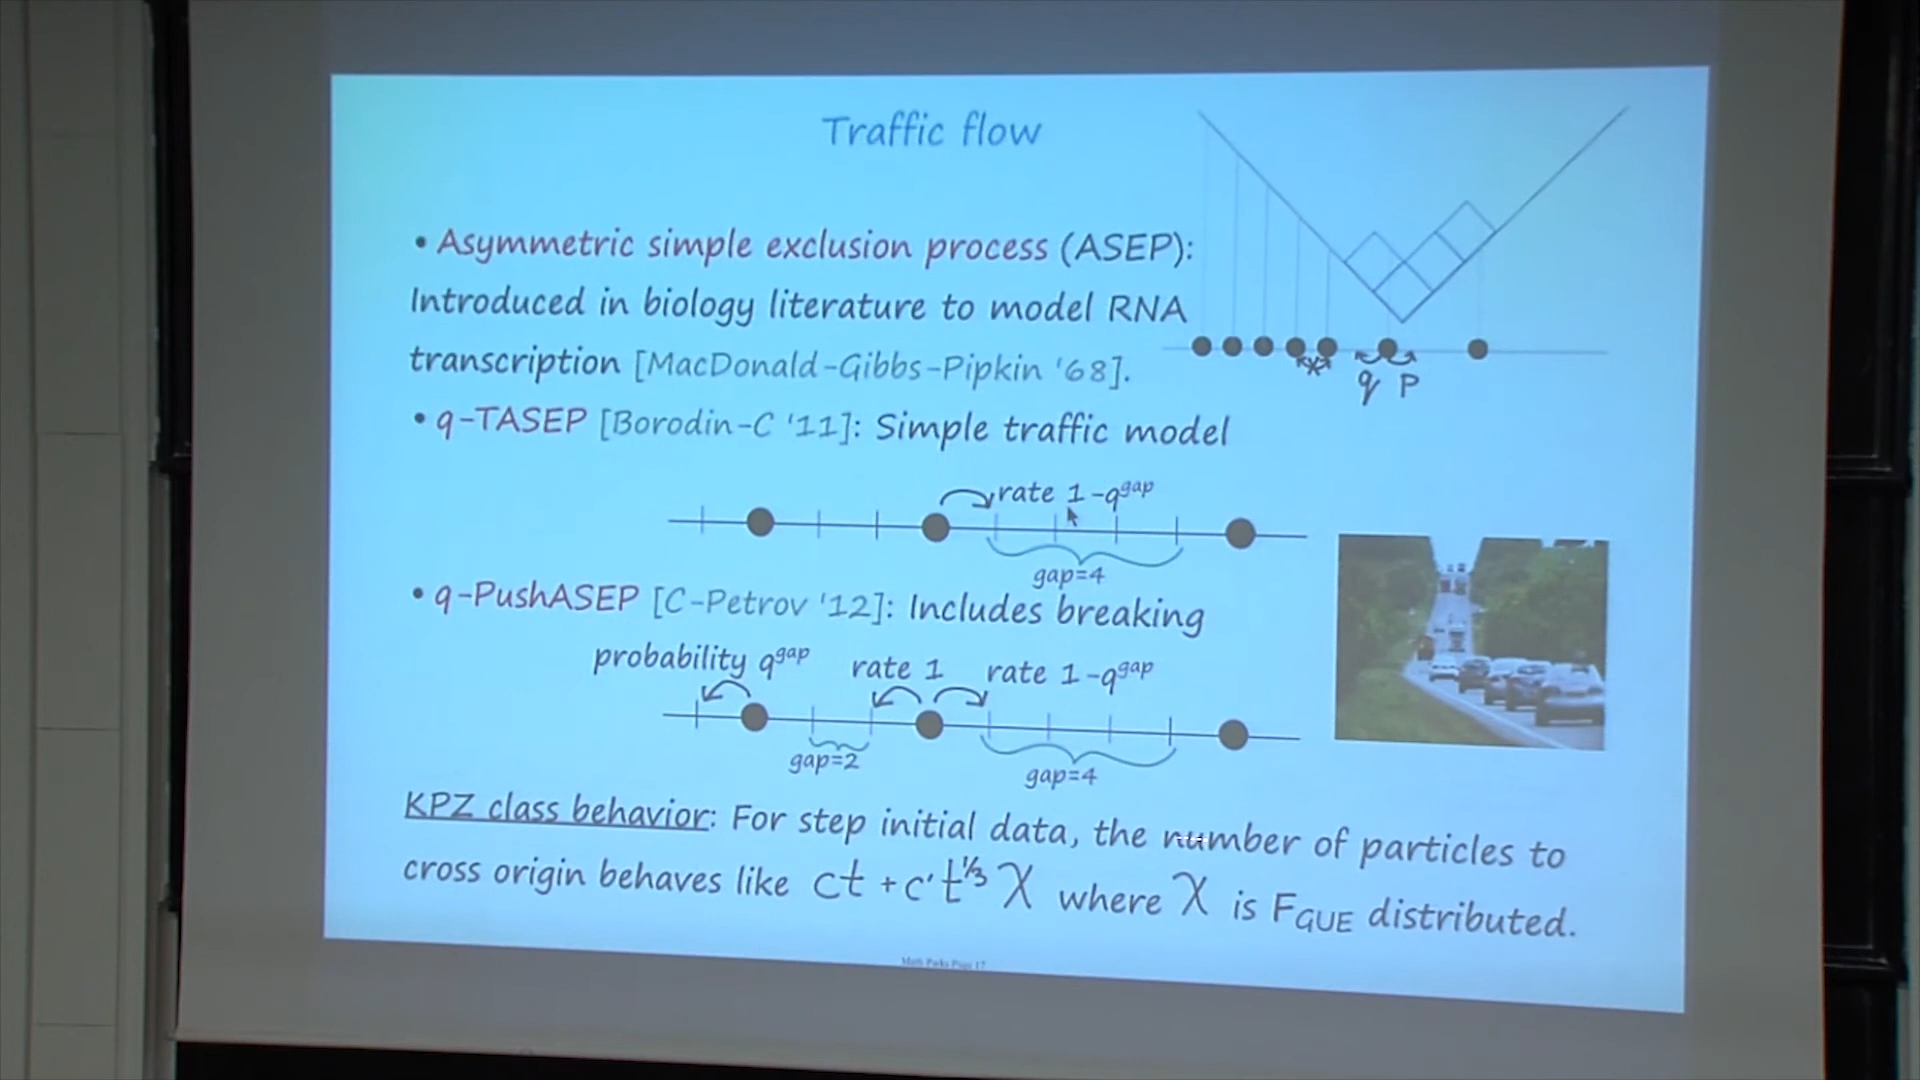 Traffic flow
• Asymmetric simple exclusion process (ASEP):
Introduced in biology literature to model RNA
transcription [MacDonald-Gibbs-Pipkin '68].
q p
• q-TASEP [Borodin-C '11]: Simple traffic model
rate 1-q^gap
gap=4
• q-PushASEP [C-Petrov '12]: Includes breaking
probability q^gap rate 1 rate 1-q^gap
gap=2 gap=4
KPZ class behavior: For step initial data, the number of particles to
cross origin behaves like ct + c' t^1/3 χ where χ is F_GUE distributed.